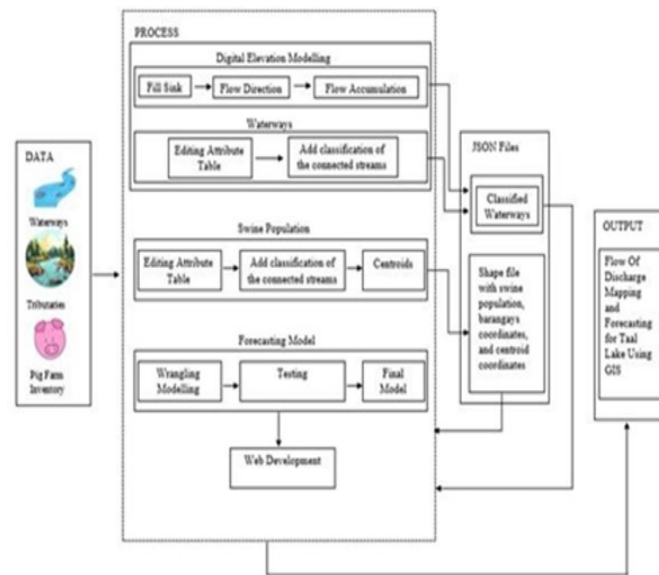 PROCESS
Digital Elevation Modelling
Fill Sink
Flow Direction
Flow Accumulation
Waterways
Editing Attribute
Table
Add classification of
the connected streams
DATA
Waterways
Tributaries
Pig Farm
Inventory
Swine Population
Editing Attribute
Table
Add classification of
the connected streams
Centroids
Forecasting Model
Wrangling
Modelling
Testing
Final
Model
Web Development
JSON Files
Classified
Waterways
Shape file
with swine
population,
barangays
coordinates,
and centroid
coordinates
OUTPUT
Flow Of
Discharge
Mapping
and
Forecasting
for Taal
Lake Using
GIS